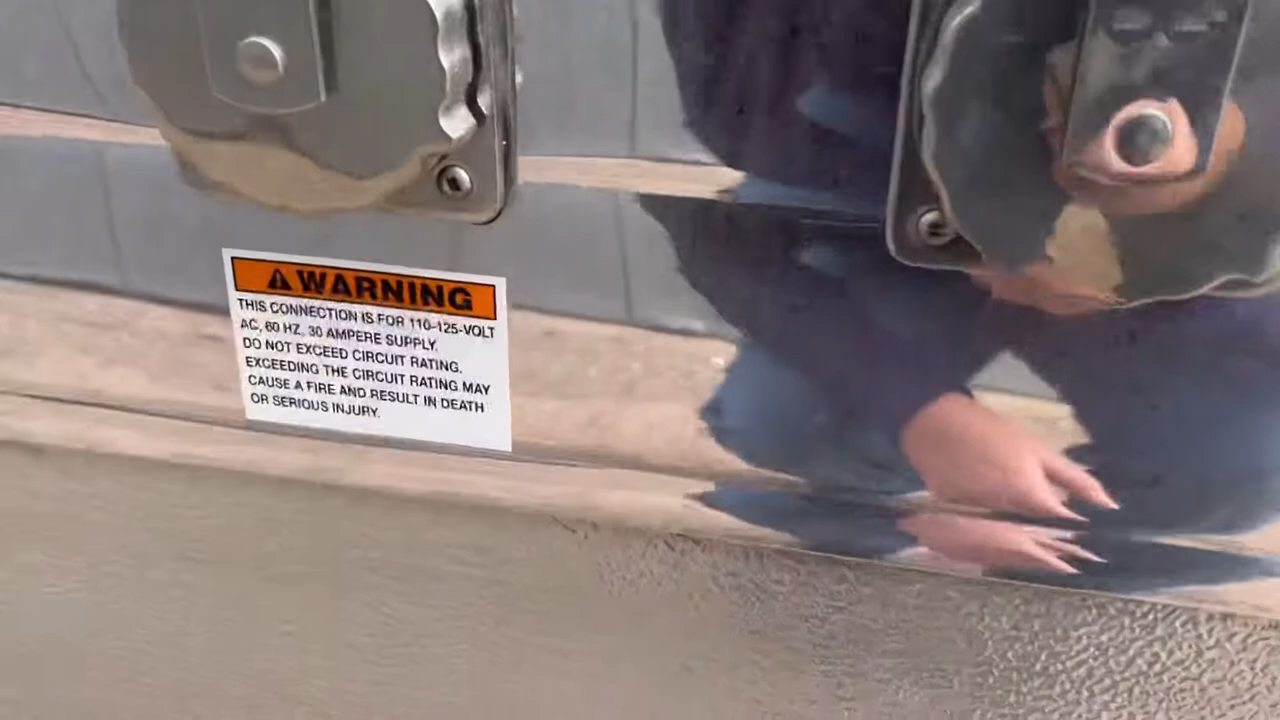 WARNING
THIS CONNECTION IS FOR 110-125-VOLT
AC, 60 HZ, 30 AMPERE SUPPLY.
DO NOT EXCEED CIRCUIT RATING.
EXCEEDING THE CIRCUIT RATING MAY
CAUSE A FIRE AND RESULT IN DEATH
OR SERIOUS INJURY.